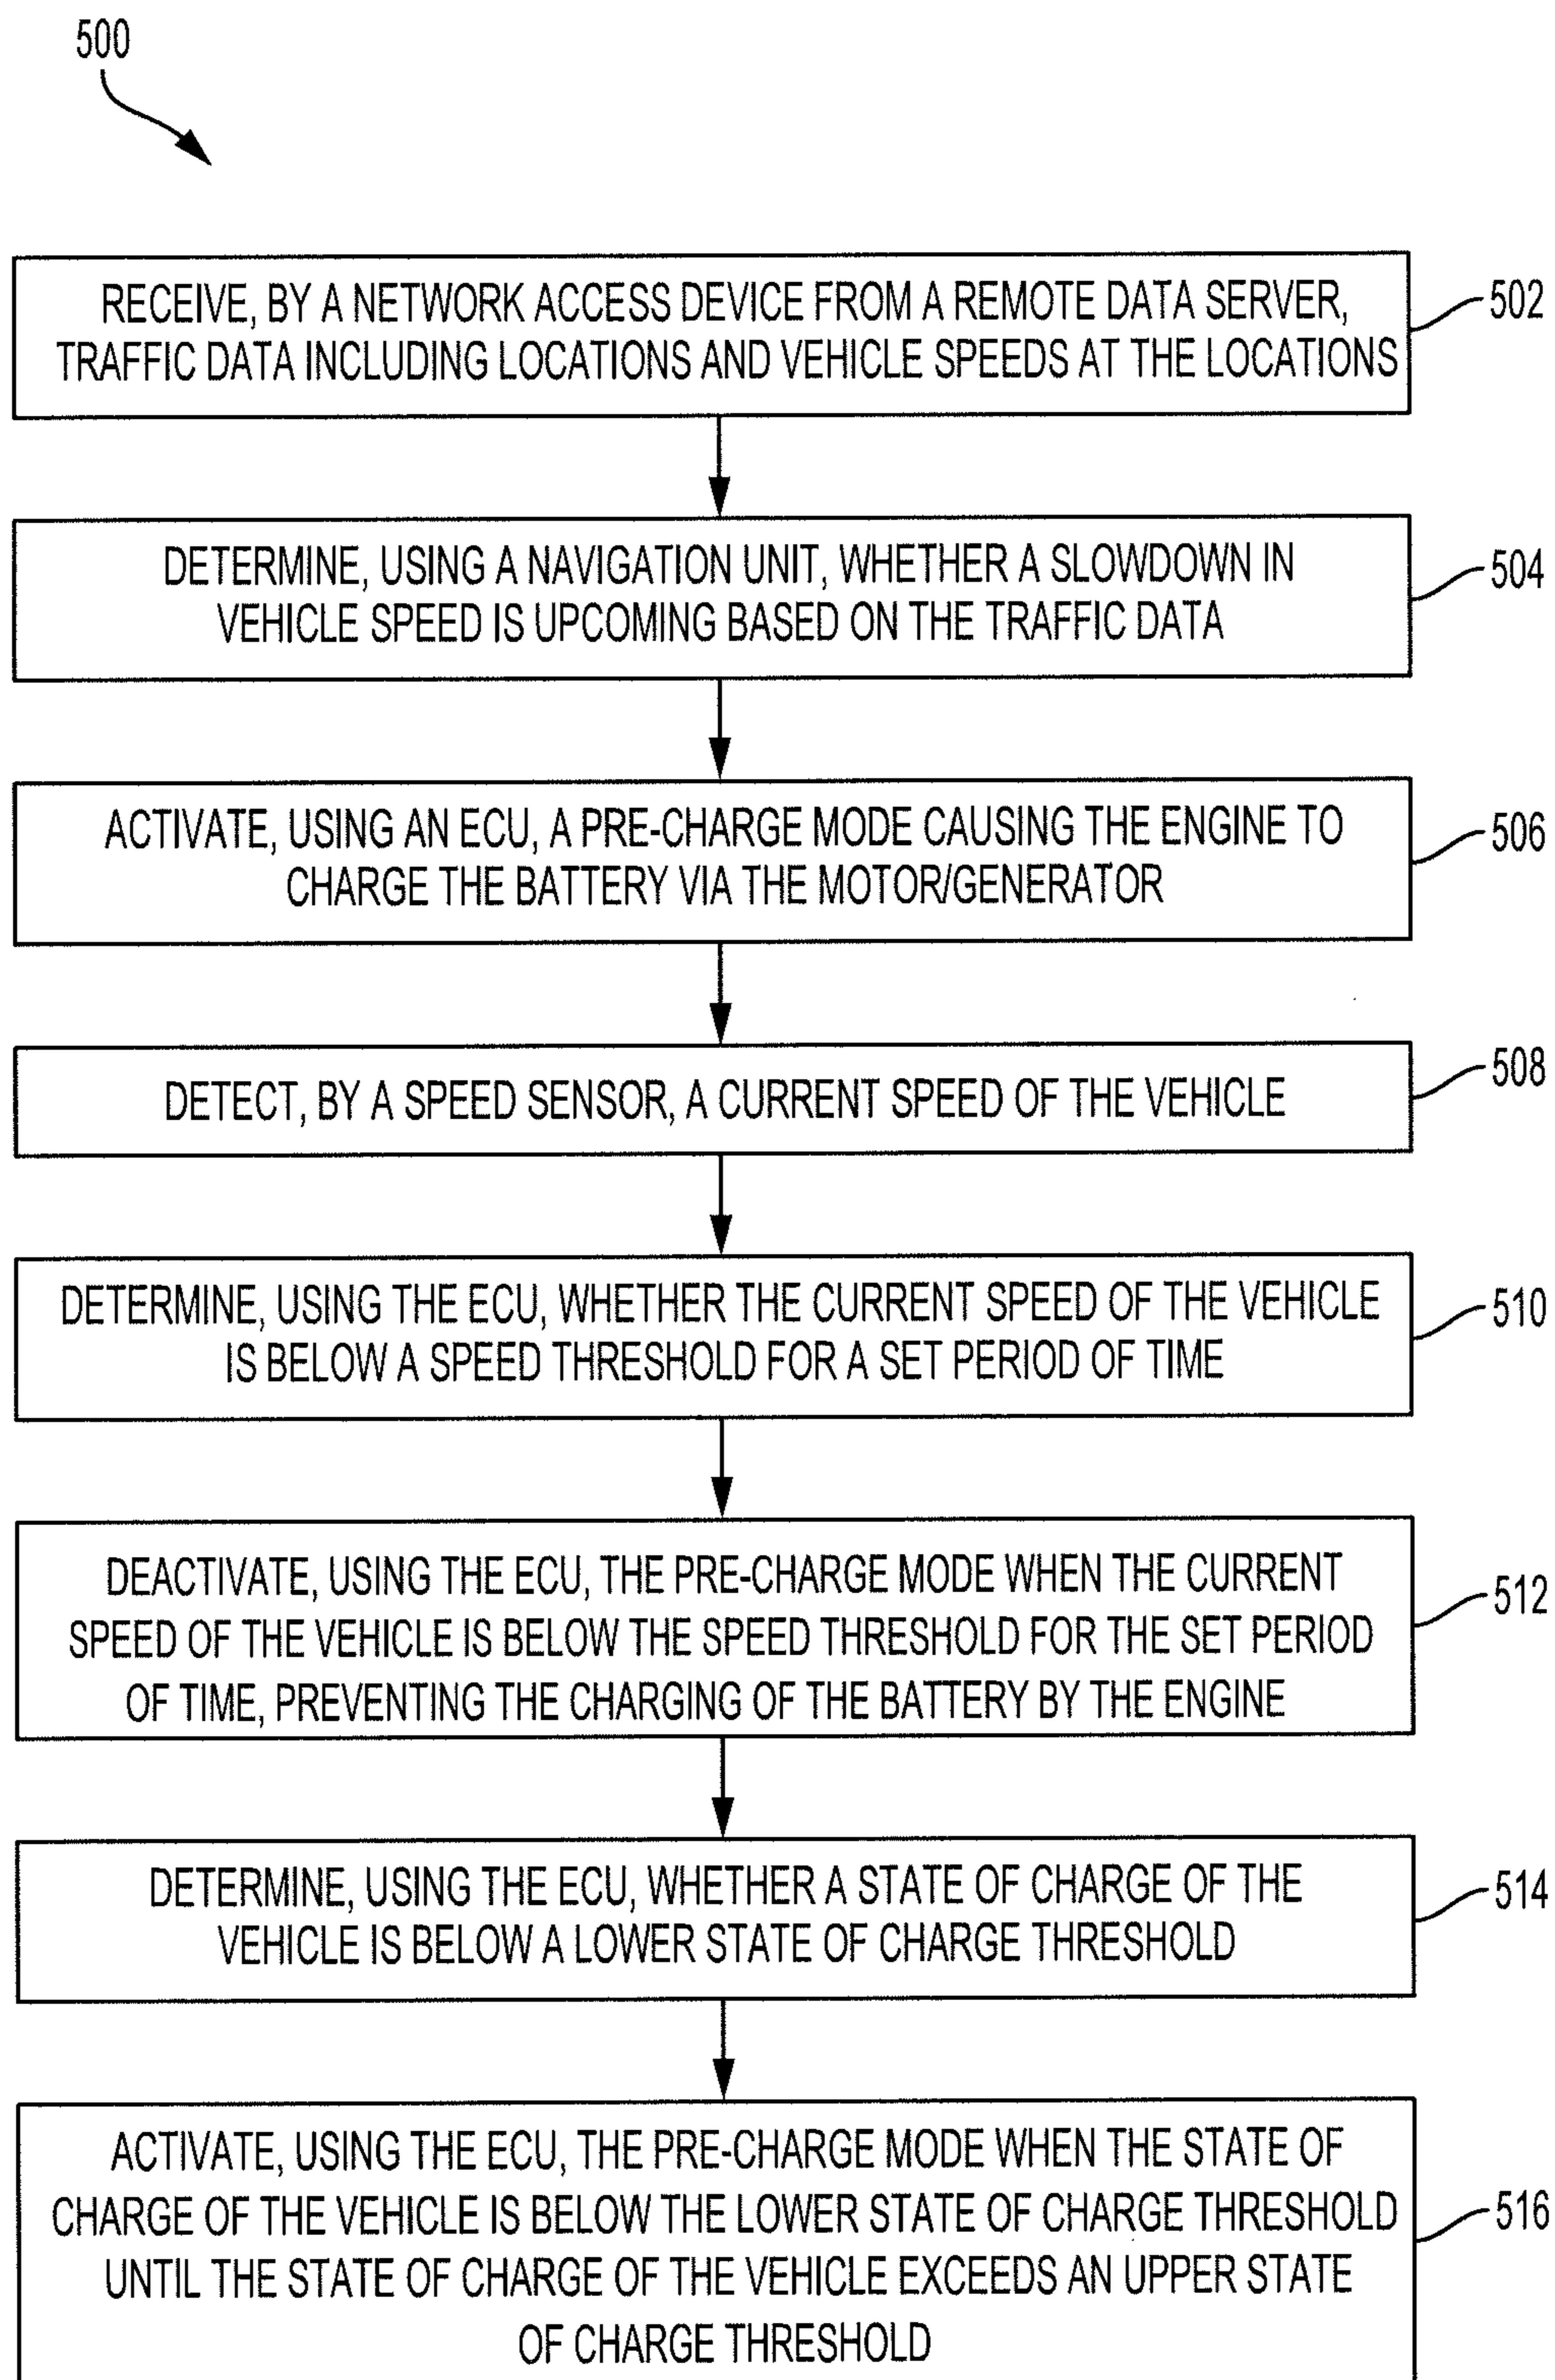 500
RECEIVE, BY A NETWORK ACCESS DEVICE FROM A REMOTE DATA SERVER,
TRAFFIC DATA INCLUDING LOCATIONS AND VEHICLE SPEEDS AT THE LOCATIONS
502
DETERMINE, USING A NAVIGATION UNIT, WHETHER A SLOWDOWN IN
VEHICLE SPEED IS UPCOMING BASED ON THE TRAFFIC DATA
504
ACTIVATE, USING AN ECU, A PRE-CHARGE MODE CAUSING THE ENGINE TO
CHARGE THE BATTERY VIA THE MOTOR/GENERATOR
506
DETECT, BY A SPEED SENSOR, A CURRENT SPEED OF THE VEHICLE
508
DETERMINE, USING THE ECU, WHETHER THE CURRENT SPEED OF THE VEHICLE
IS BELOW A SPEED THRESHOLD FOR A SET PERIOD OF TIME
510
DEACTIVATE, USING THE ECU, THE PRE-CHARGE MODE WHEN THE CURRENT
SPEED OF THE VEHICLE IS BELOW THE SPEED THRESHOLD FOR THE SET PERIOD
OF TIME, PREVENTING THE CHARGING OF THE BATTERY BY THE ENGINE
512
DETERMINE, USING THE ECU, WHETHER A STATE OF CHARGE OF THE
VEHICLE IS BELOW A LOWER STATE OF CHARGE THRESHOLD
514
ACTIVATE, USING THE ECU, THE PRE-CHARGE MODE WHEN THE STATE OF
CHARGE OF THE VEHICLE IS BELOW THE LOWER STATE OF CHARGE THRESHOLD
UNTIL THE STATE OF CHARGE OF THE VEHICLE EXCEEDS AN UPPER STATE
OF CHARGE THRESHOLD
516